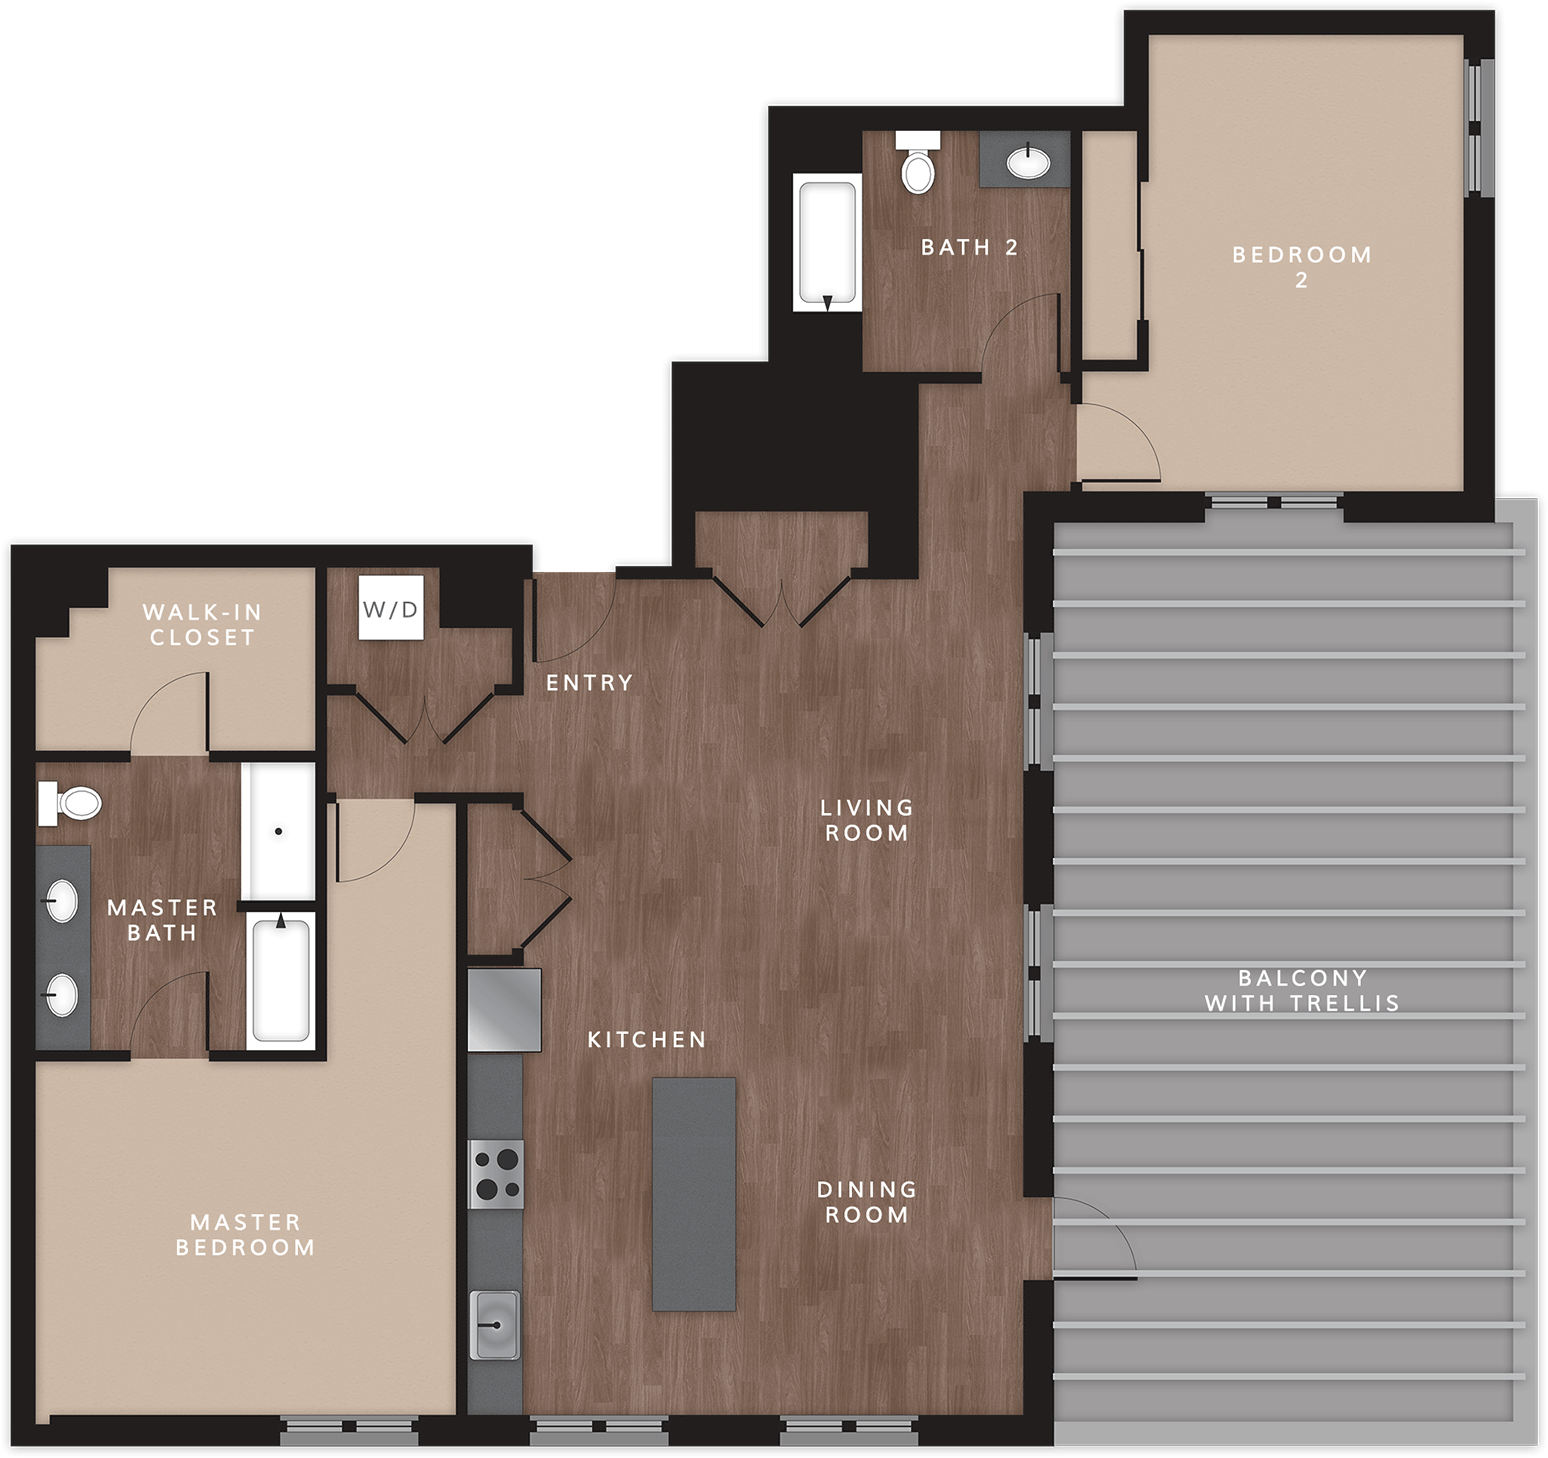 BATH 2
BEDROOM
2
WALK-IN
CLOSET
W/D
ENTRY
LIVING
ROOM
MASTER
BATH
BALCONY
WITH TRELLIS
KITCHEN
DINING
ROOM
MASTER
BEDROOM